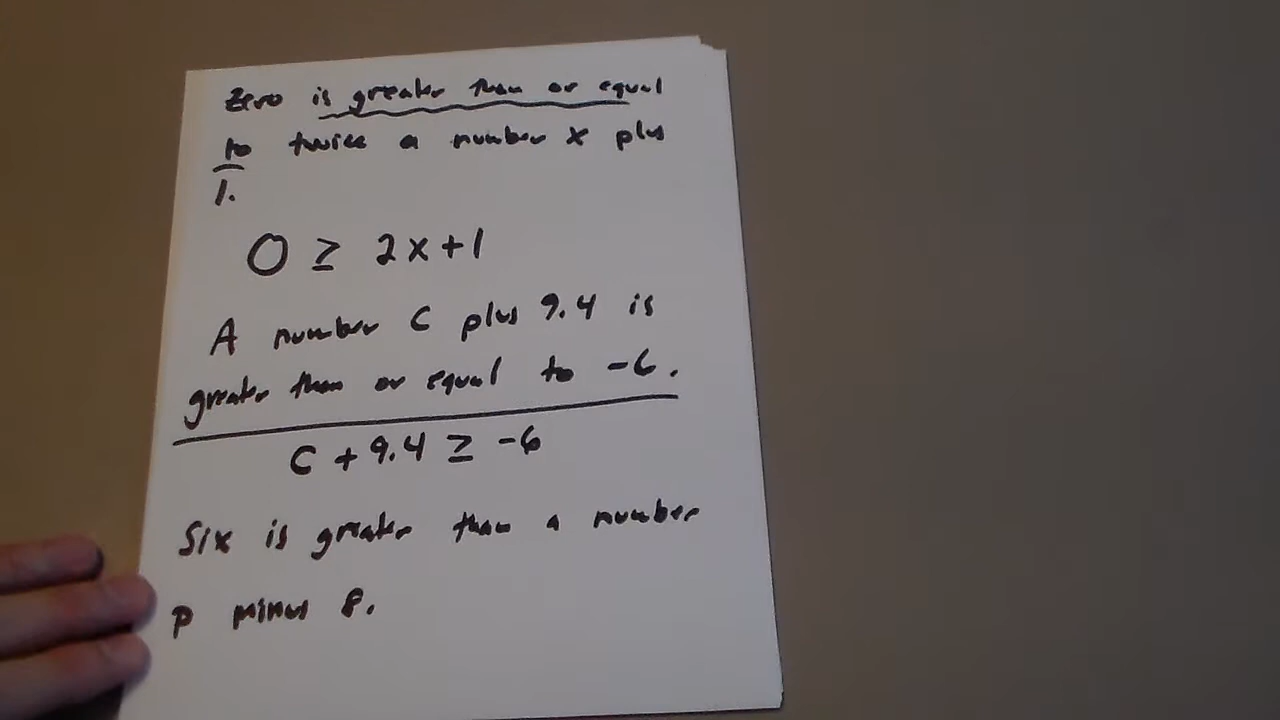 Zero is greater than or equal
to twice a number x plus
1.
0 ≥ 2x+1
A number C plus 9.4 is
greater than or equal to -6.
C + 9.4 ≥ -6
Six is greater than a number
P minus 8.